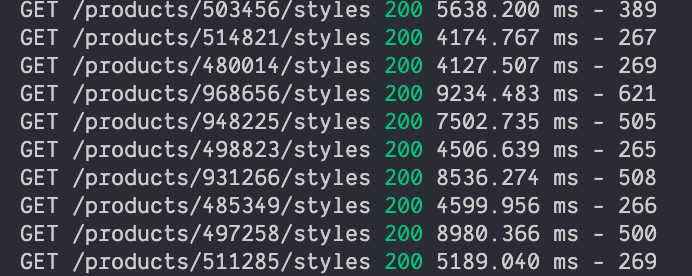 GET /products/503456/styles 200 5638.200 ms - 389
GET /products/514821/styles 200 4174.767 ms - 267
GET /products/480014/styles 200 4127.507 ms - 269
GET /products/968656/styles 200 9234.483 ms - 621
GET /products/948225/styles 200 7502.735 ms - 505
GET /products/498823/styles 200 4506.639 ms - 265
GET /products/931266/styles 200 8536.274 ms - 508
GET /products/485349/styles 200 4599.956 ms - 266
GET /products/497258/styles 200 8980.366 ms - 500
GET /products/511285/styles 200 5189.040 ms - 269